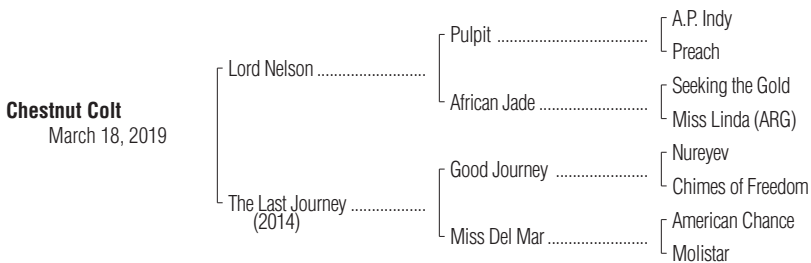 Pulpit ....................................
A.P. Indy
Preach
Lord Nelson .........................
African Jade ..........................
Seeking the Gold
Miss Linda (ARG)
Chestnut Colt
March 18, 2019
The Last Journey .................
(2014)
Good Journey ......................
Nureyev
Chimes of Freedom
Miss Del Mar ........................
American Chance
Molistar